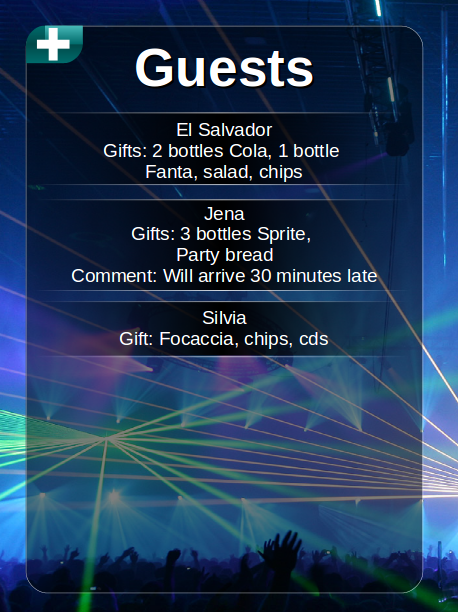 Guests
El Salvador
Gifts: 2 bottles Cola, 1 bottle
Fanta, salad, chips
Jena
Gifts: 3 bottles Sprite,
Party bread
Comment: Will arrive 30 minutes late
Silvia
Gift: Focaccia, chips, cds